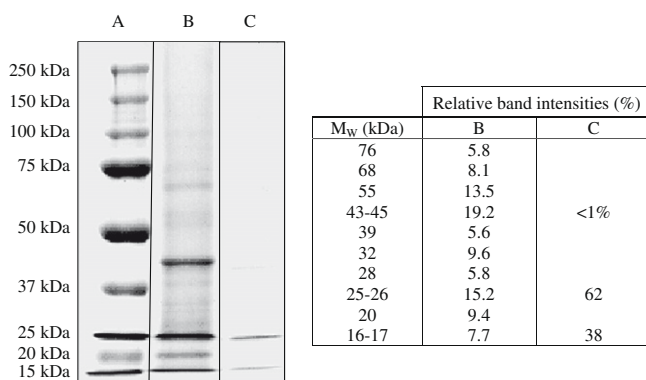 A B C
250 kDa
150 kDa
100 kDa
75 kDa
50 kDa
37 kDa
25 kDa
20 kDa
15 kDa
Relative band intensities (%)
M_W (kDa) B C
76 5.8
68 8.1
55 13.5
43-45 19.2 <1%
39 5.6
32 9.6
28 5.8
25-26 15.2 62
20 9.4
16-17 7.7 38